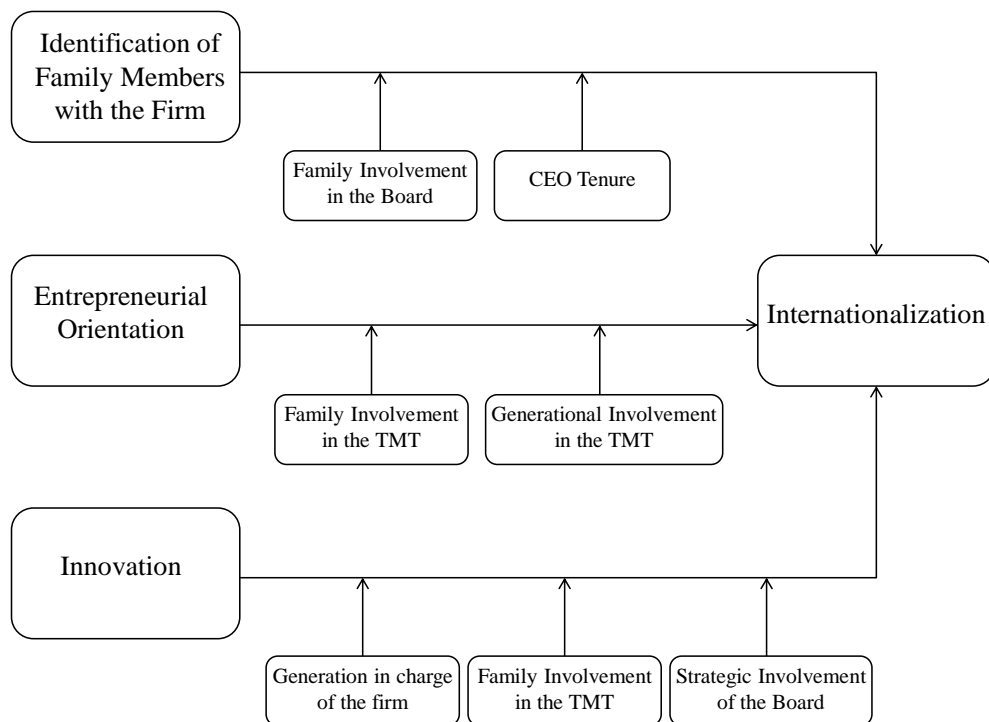 Identification of
Family Members
with the Firm
Family Involvement
in the Board
CEO Tenure
Entrepreneurial
Orientation
Internationalization
Family Involvement
in the TMT
Generational Involvement
in the TMT
Innovation
Generation in charge
of the firm
Family Involvement
in the TMT
Strategic Involvement
of the Board